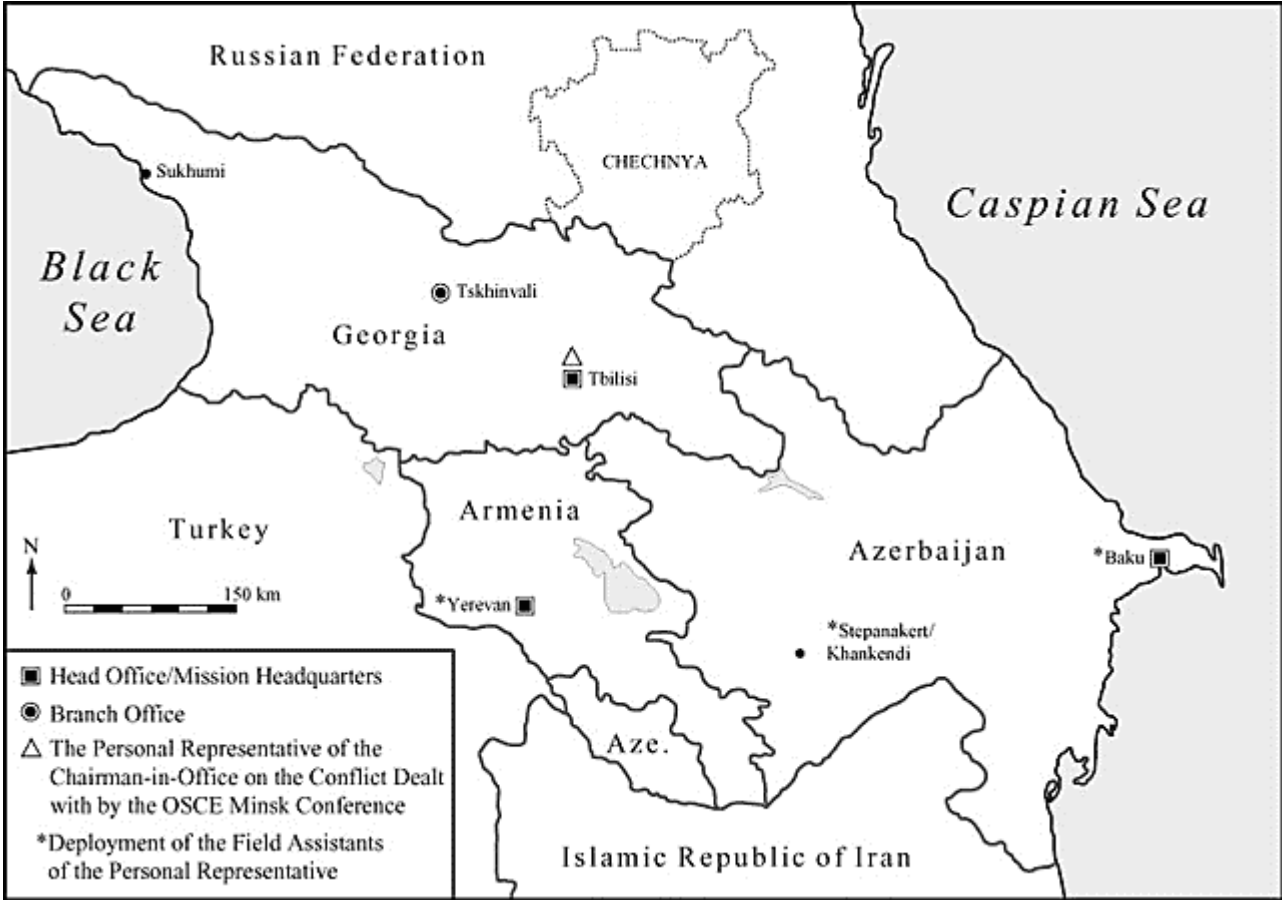 Russian Federation
CHECHNYA
Sukhumi
Caspian Sea
Black
Sea
Tskhinvali
Georgia
Tbilisi
Armenia
Turkey
Azerbaijan
*Baku
N
0 150 km
*Yerevan
*Stepanakert/
Khankendi
Aze.
Islamic Republic of Iran
Head Office/Mission Headquarters
Branch Office
The Personal Representative of the
Chairman-in-Office on the Conflict Dealt
with by the OSCE Minsk Conference
*Deployment of the Field Assistants
of the Personal Representative